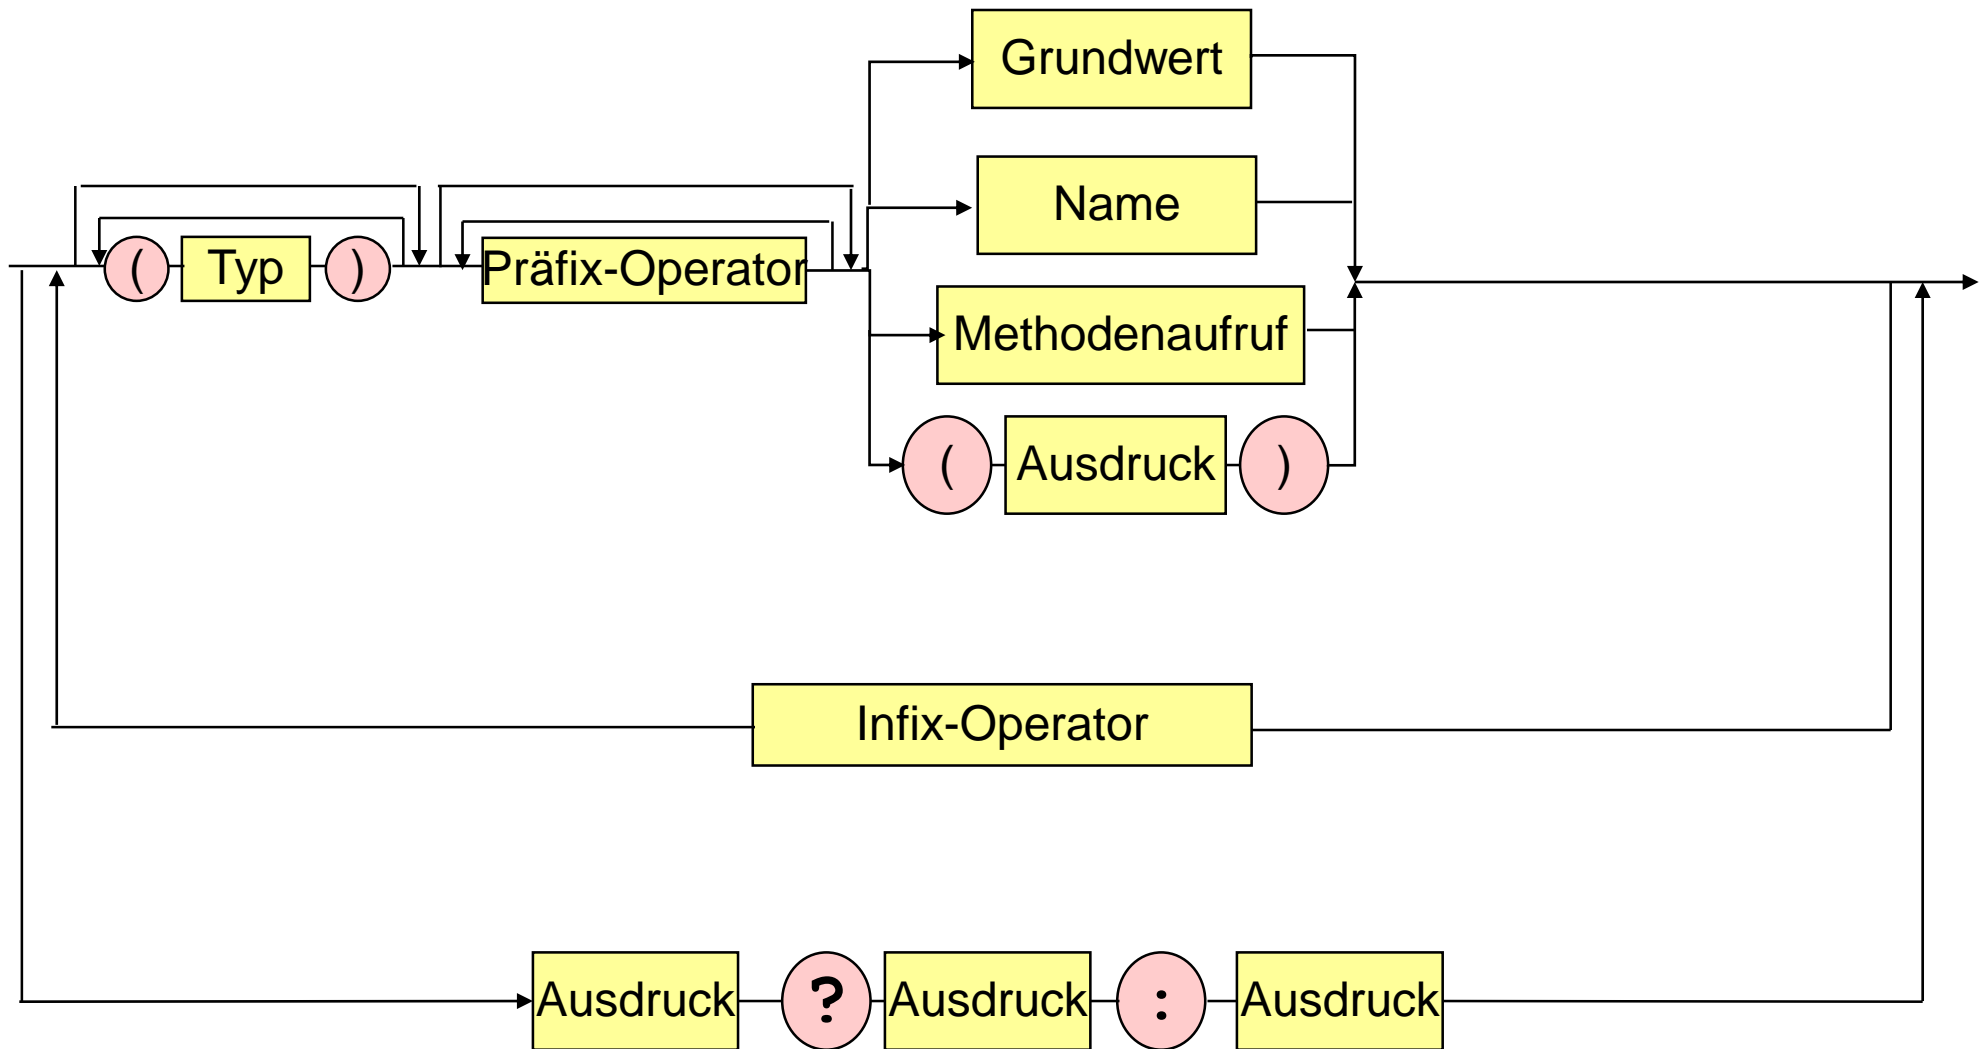 Grundwert
Name
( Typ ) Präfix-Operator
Methodenaufruf
( Ausdruck )
Infix-Operator
Ausdruck ? Ausdruck : Ausdruck